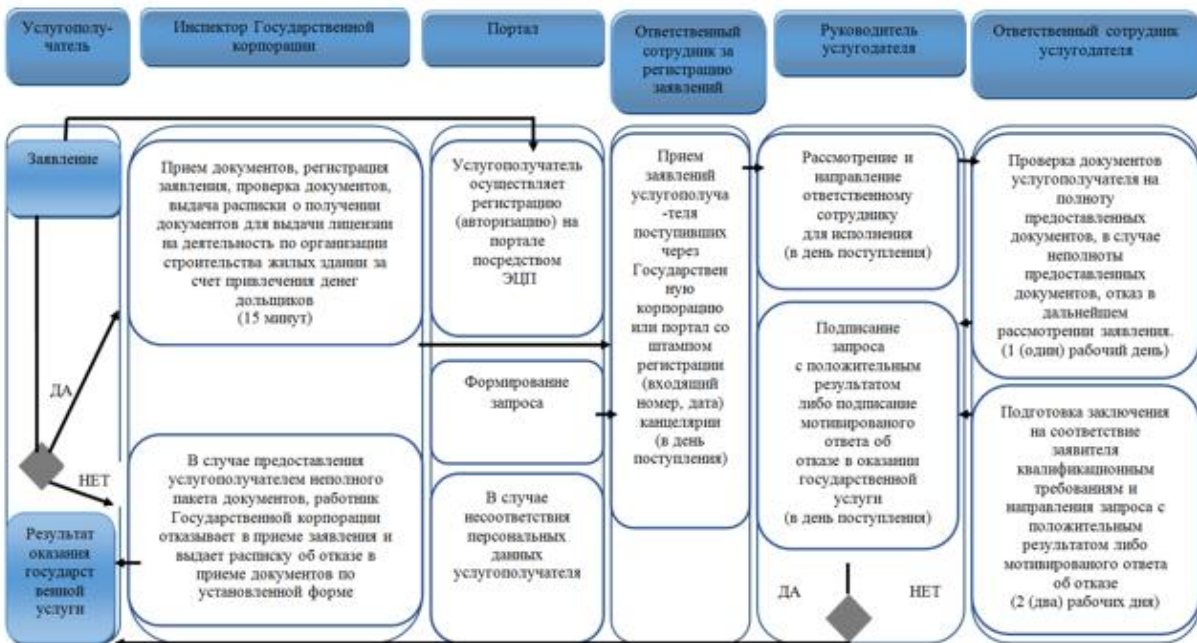 Услугополу-
чатель
Инспектор Государственной
корпорации
Портал
Ответственный
сотрудник за
регистрацию
заявлений
Руководитель
услугодателя
Ответственный сотрудник
услугодателя
Заявление
Прием документов, регистрация
заявления, проверка документов,
выдача расписки о получении
документов для выдачи лицензии
на деятельность по организации
строительства жилых здании за
счет привлечения денег
дольщиков
(15 минут)
Услугополучатель
осуществляет
регистрацию
(авторизацию) на
портале
посредством
ЭЦП
Прием
заявлений
услугополуча
-теля
поступивших
через
Государствен
ную
корпорацию
или портал со
штампом
регистрации
(входящий
номер, дата)
канцелярии
(в день
поступления)
Рассмотрение и
направление
ответственному
сотруднику
для исполнения
(в день поступления)
Проверка документов
услугополучателя на
полноту
предоставленных
документов, в случае
неполноты
предоставленных
документов, отказ в
дальнейшем
рассмотрении заявления.
(1 (один) рабочий день)
ДА
НЕТ
Формирование
запроса
Подписание
запроса
с положительным
результатом
либо подписание
мотивированого
ответа об
отказе в оказании
государственной
услуги
(в день поступления)
Подготовка заключения
на соответствие
заявителя
квалификационным
требованиям и
направления запроса с
положительным
результатом либо
мотивированого ответа
об отказе
(2 (два) рабочих дня)
Результат
оказания
государст
венной
услуги
В случае предоставления
услугополучателем неполного
пакета документов, работник
Государственной корпорации
отказывает в приеме заявления и
выдает расписку об отказе в
приеме документов по
установленной форме
В случае
несоответствия
персональных
данных
услугополучателя
ДА
НЕТ